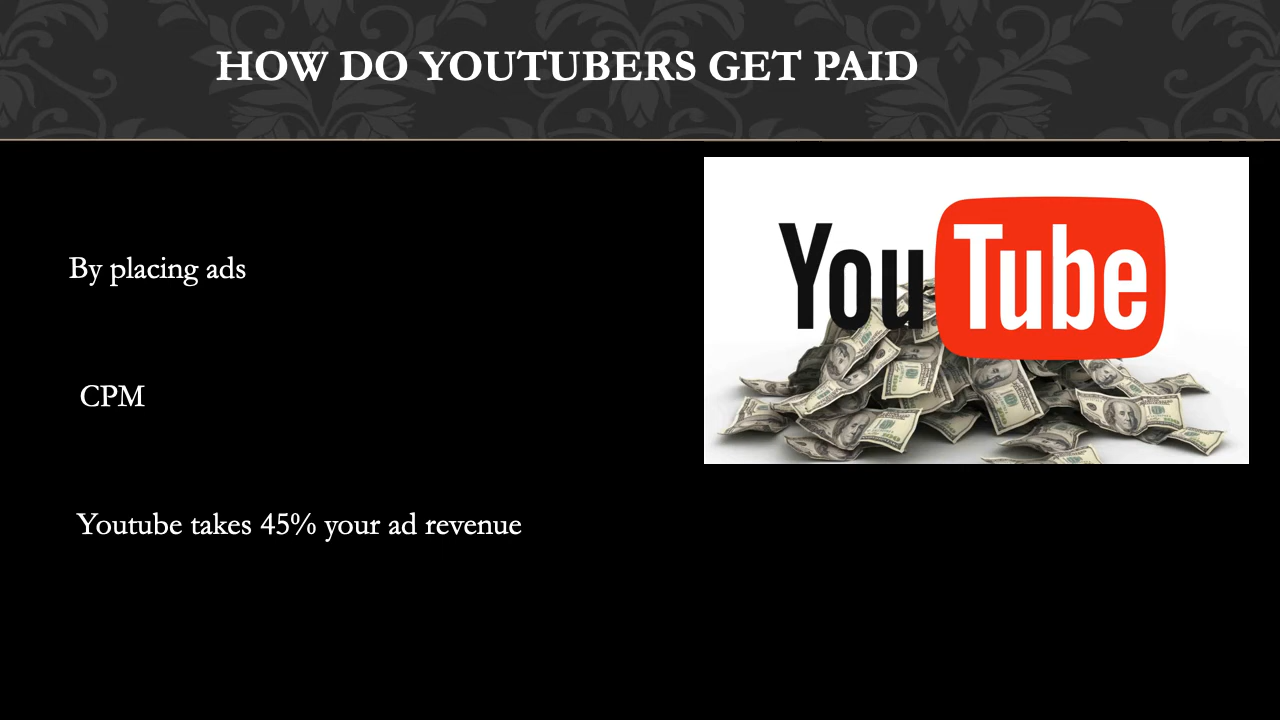 HOW DO YOUTUBERS GET PAID
By placing ads
YouTube
CPM
Youtube takes 45% your ad revenue